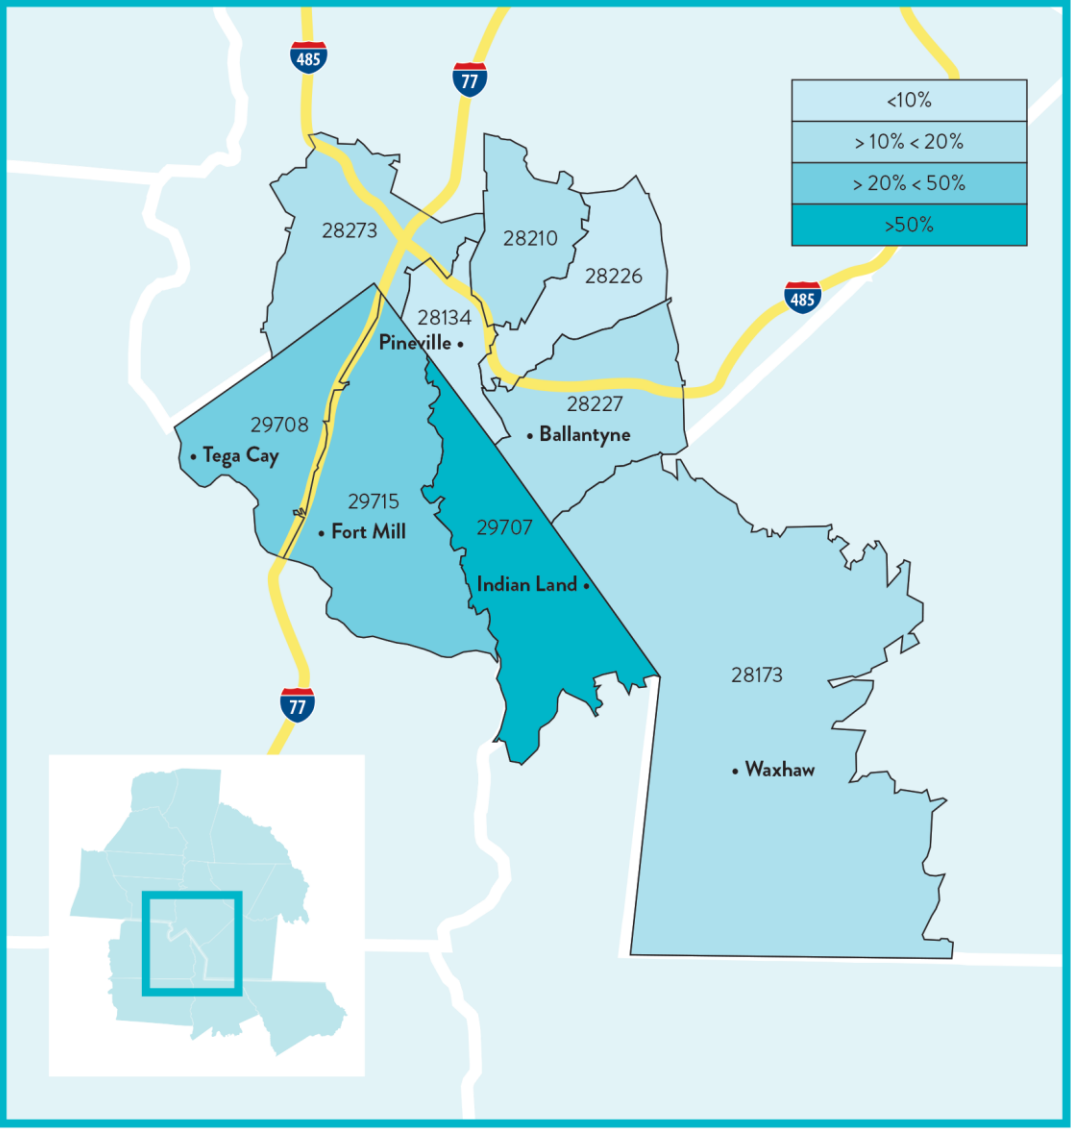 485
77
<10%
> 10% < 20%
> 20% < 50%
>50%
28273
28210
28226
485
28134
Pineville
28227
Ballantyne
29708
Tega Cay
29715
Fort Mill
29707
Indian Land
28173
77
Waxhaw